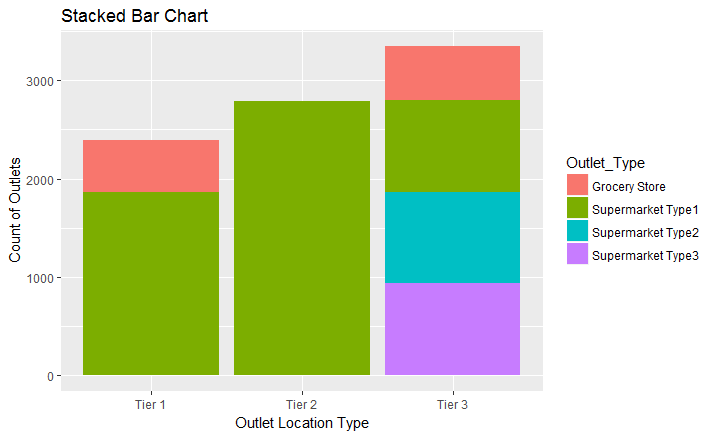 Stacked Bar Chart
Count of Outlets
3000
2000
1000
0
Tier 1
Tier 2
Tier 3
Outlet Location Type
Outlet_Type
Grocery Store
Supermarket Type1
Supermarket Type2
Supermarket Type3